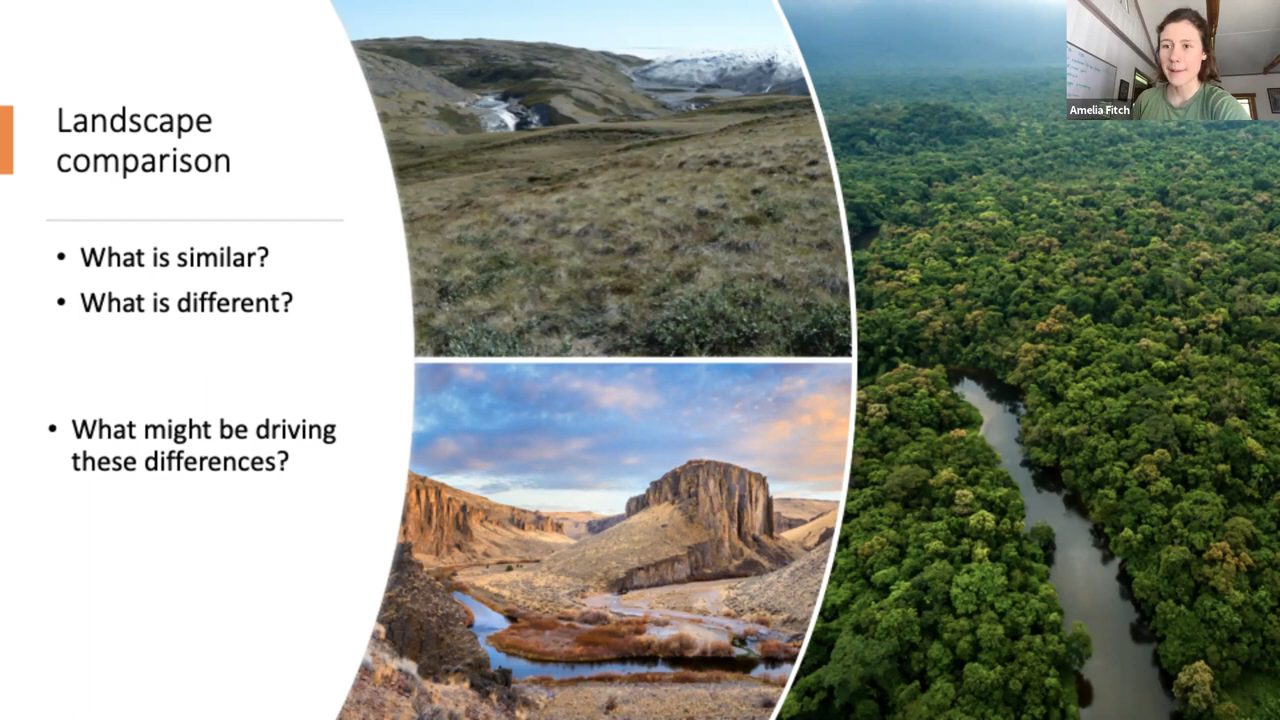 Landscape
comparison
• What is similar?
• What is different?
• What might be driving
these differences?
Amelia Fitch